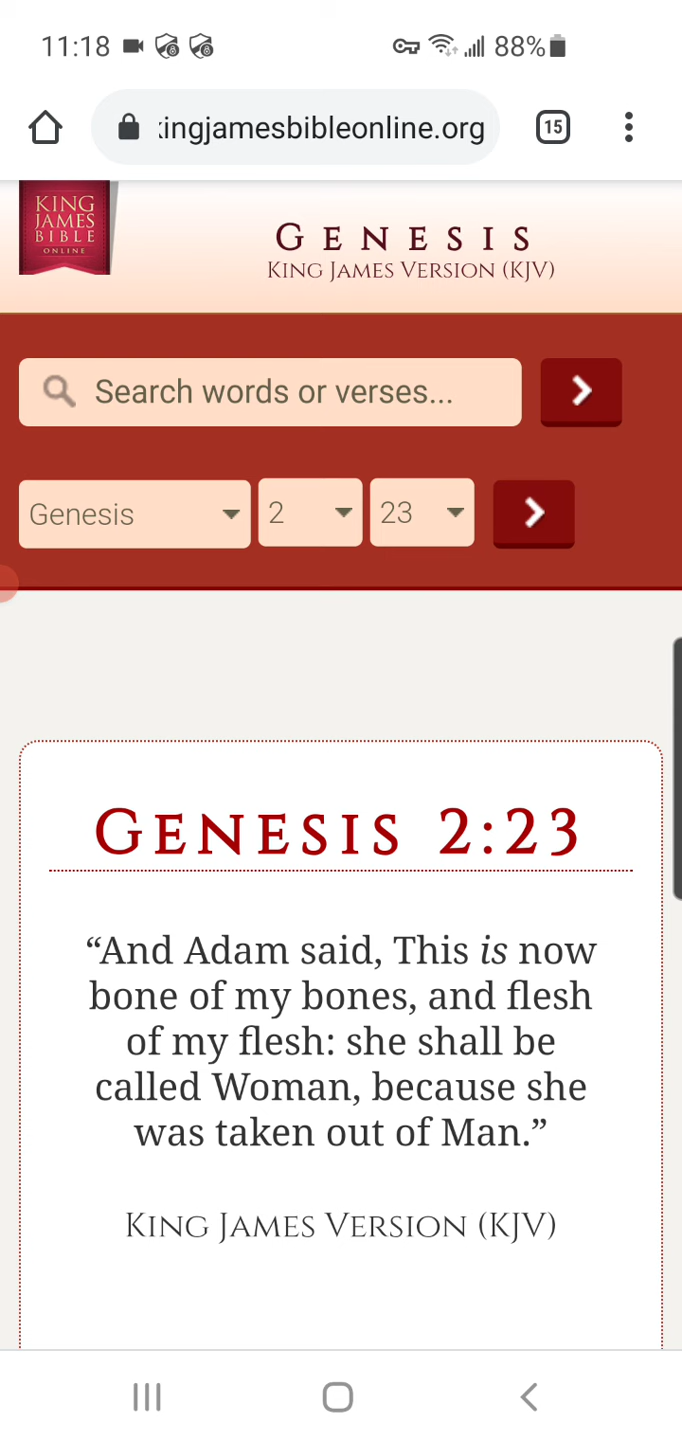 11:18 88%
kingjamesbibleonline.org 15
KING
JAMES
BIBLE
ONLINE
GENESIS
KING JAMES VERSION (KJV)
Search words or verses...
Genesis 2 23
GENESIS 2:23
“And Adam said, This is now
bone of my bones, and flesh
of my flesh: she shall be
called Woman, because she
was taken out of Man.”
KING JAMES VERSION (KJV)